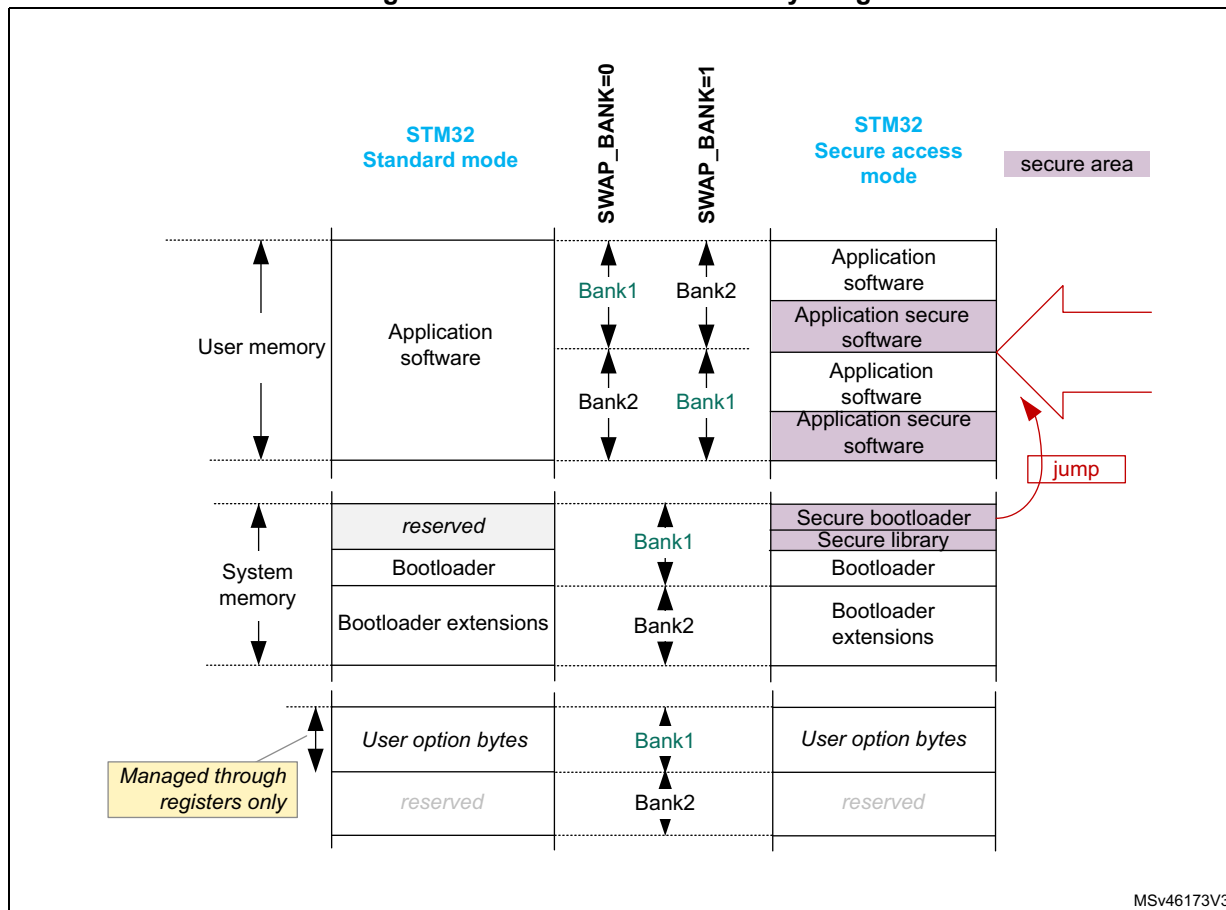 SWAP_BANK=0
SWAP_BANK=1
STM32
Standard mode
STM32
Secure access
mode
secure area
User memory
Application
software
Bank1
Bank2
Bank2
Bank1
Application
software
Application secure
software
Application
software
Application secure
software
jump
System
memory
reserved
Bootloader
Bootloader extensions
Bank1
Bank2
Secure bootloader
Secure library
Bootloader
Bootloader
extensions
Managed through
registers only
User option bytes
reserved
Bank1
Bank2
User option bytes
reserved
MSv46173V3